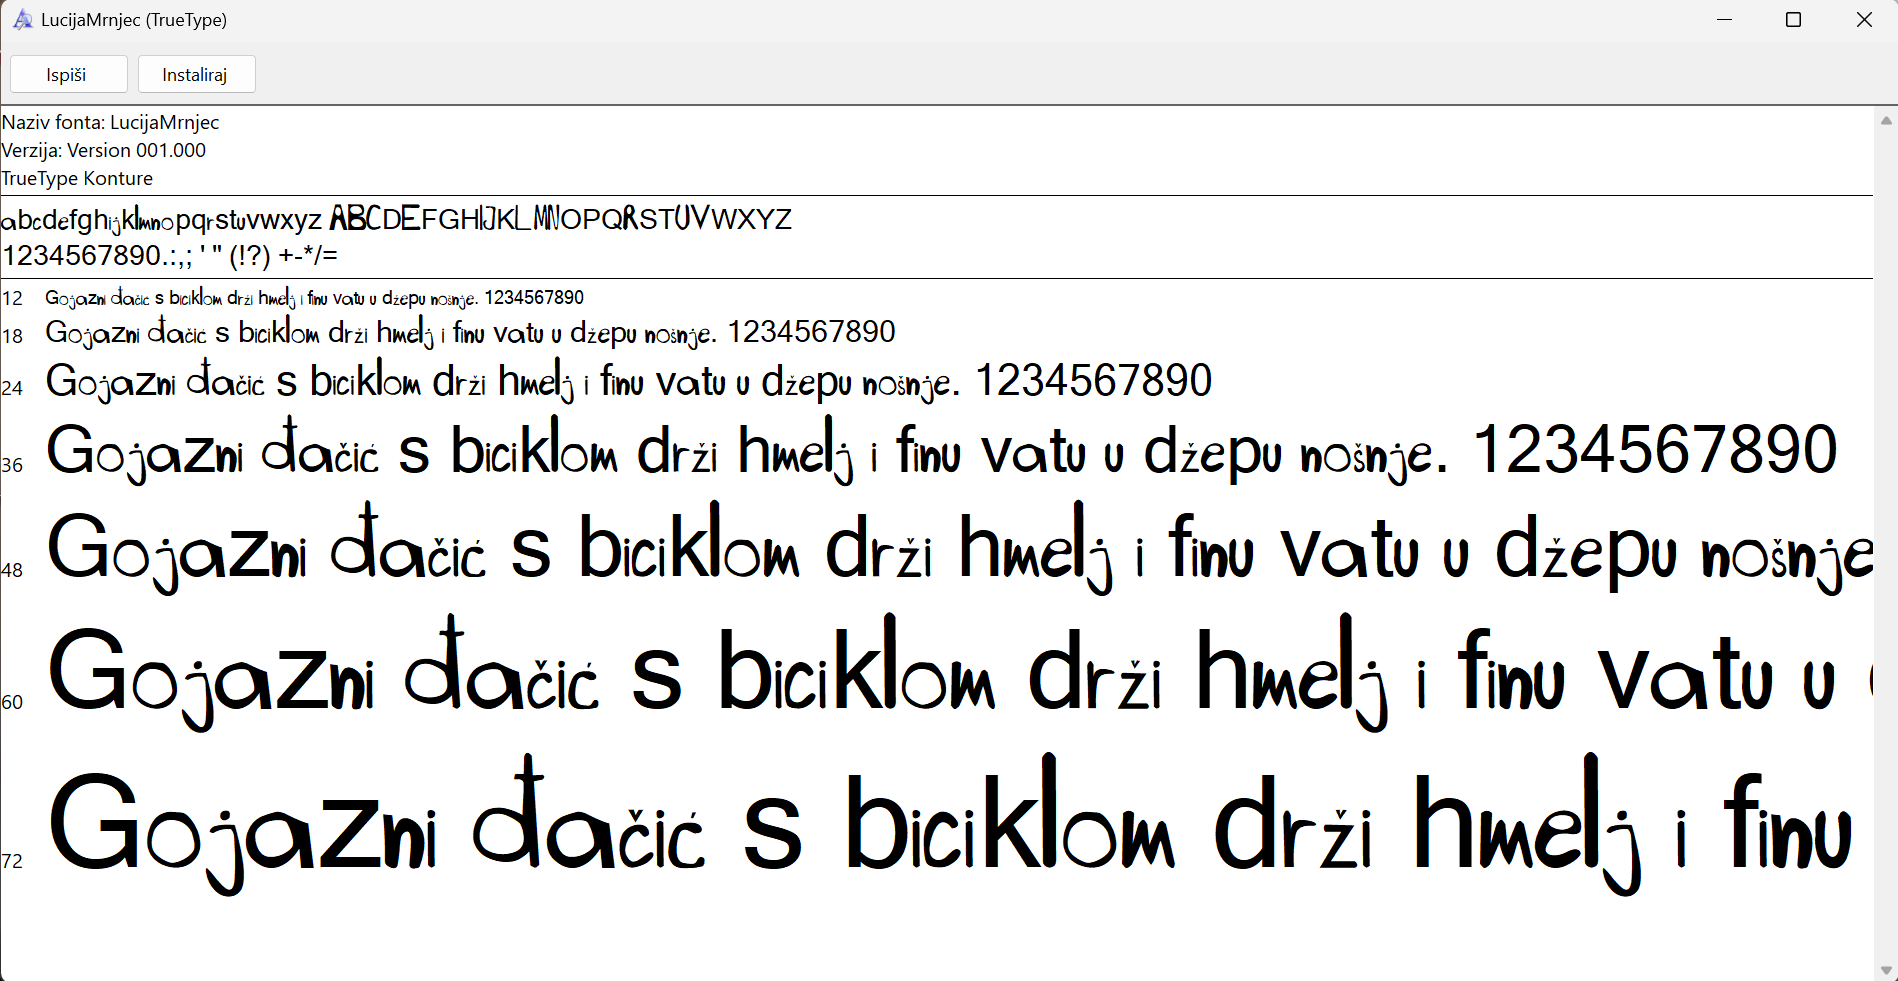 LucijaMrnjec (TrueType)
Ispiši Instaliraj
Naziv fonta: LucijaMrnjec
Verzija: Version 001.000
TrueType Konture
abcdefghijklmnopqrstuvwxyz ABCDEFGHIJKLMNOPQRSTUVWXYZ
1234567890.:,; ' " (!?) +-*/=
12 Gojazni đačić s biciklom drži hmelj i finu vatu u džepu nošnje. 1234567890
18 Gojazni đačić s biciklom drži hmelj i finu vatu u džepu nošnje. 1234567890
24 Gojazni đačić s biciklom drži hmelj i finu vatu u džepu nošnje. 1234567890
36 Gojazni đačić s biciklom drži hmelj i finu vatu u džepu nošnje. 1234567890
48 Gojazni đačić s biciklom drži hmelj i finu vatu u džepu nošnje
60 Gojazni đačić s biciklom drži hmelj i finu vatu u
72 Gojazni đačić s biciklom drži hmelj i finu